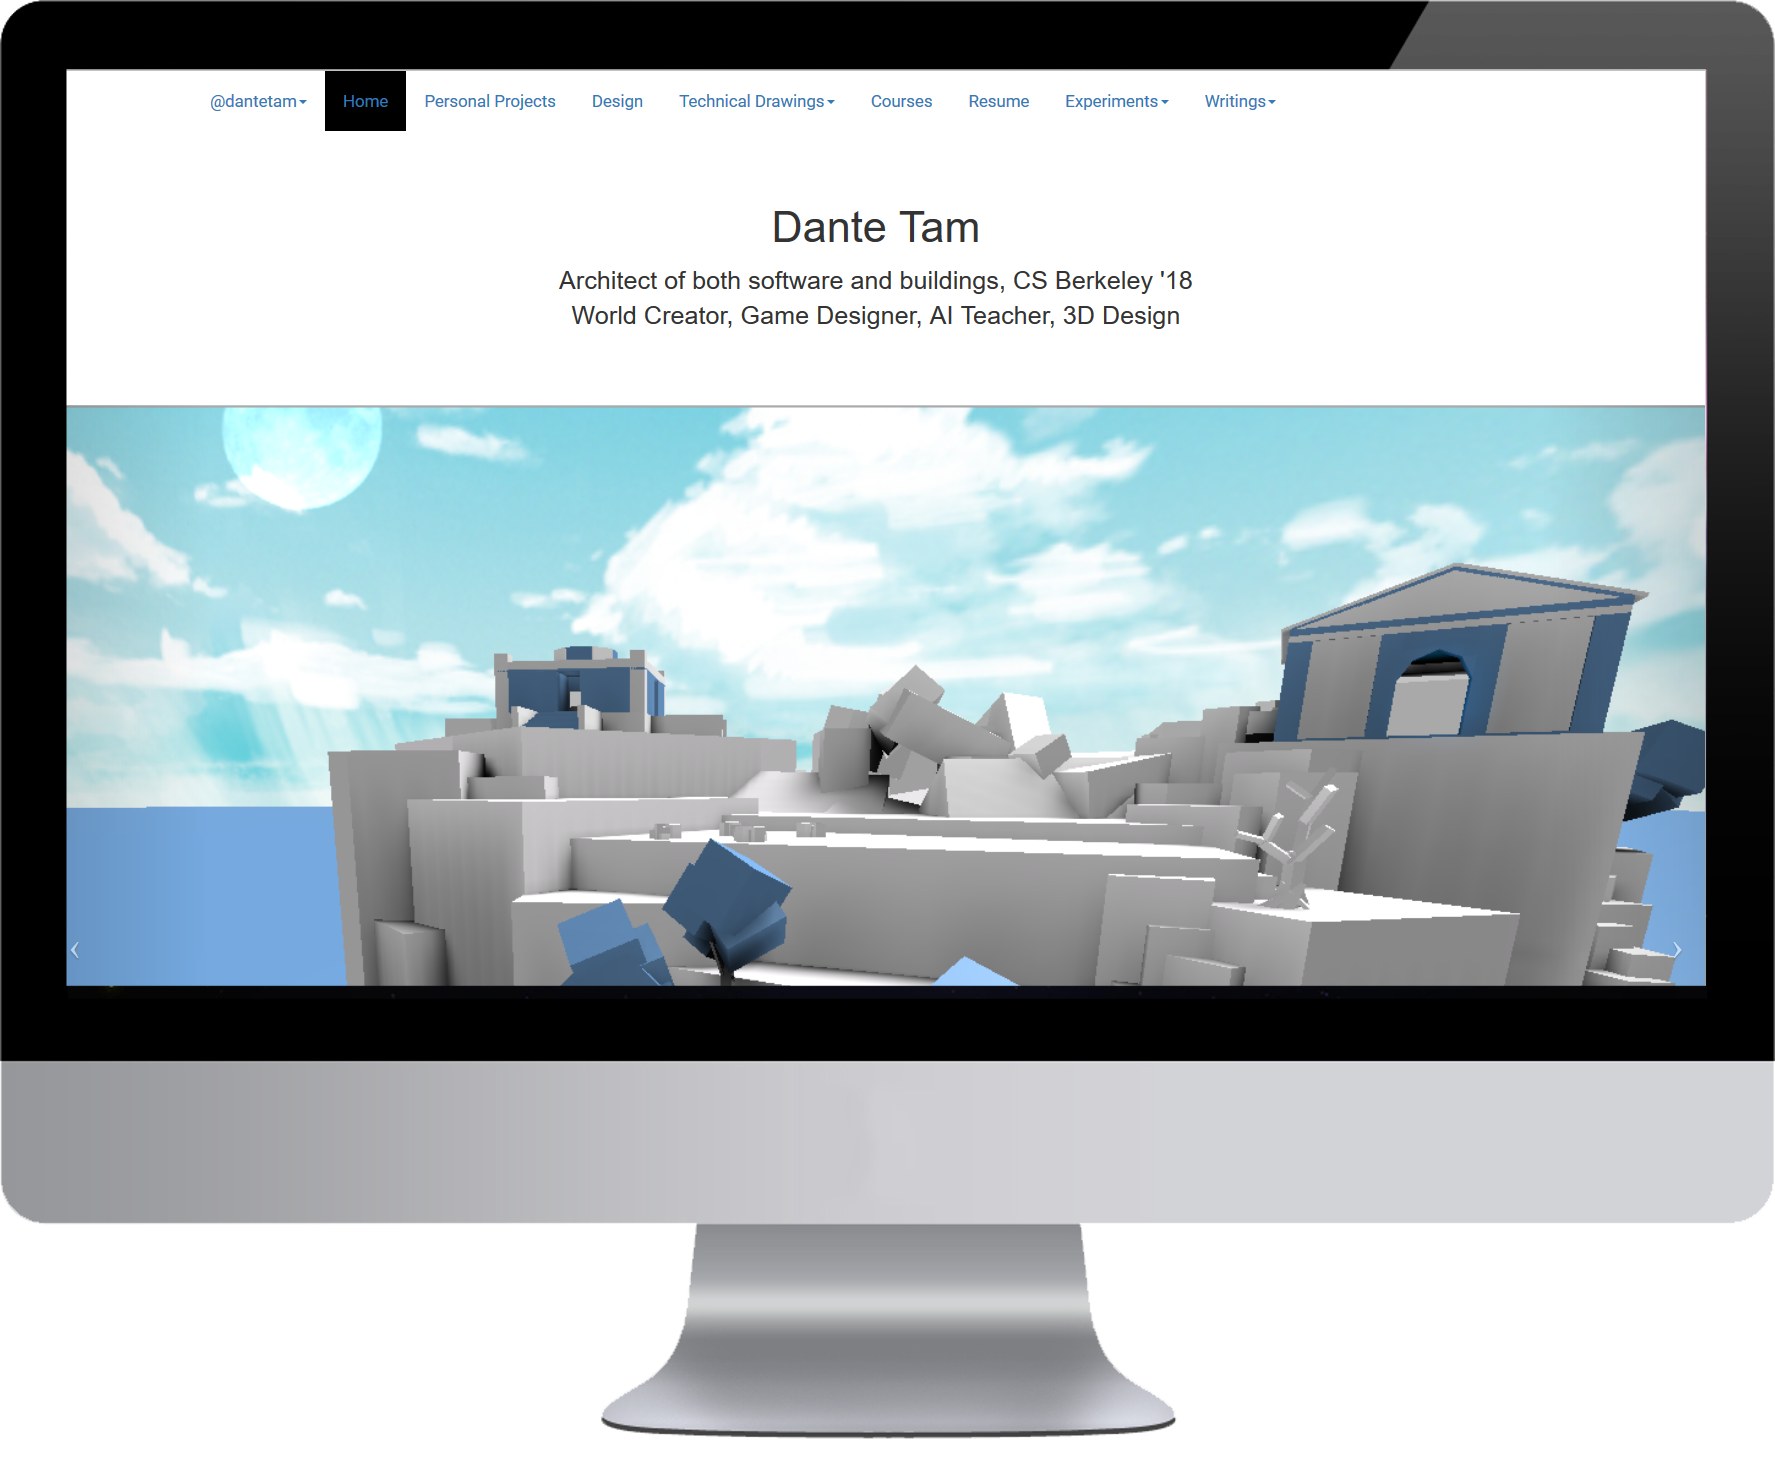 @dantetam Home Personal Projects Design Technical Drawings Courses Resume Experiments Writings
Dante Tam
Architect of both software and buildings, CS Berkeley '18
World Creator, Game Designer, AI Teacher, 3D Design